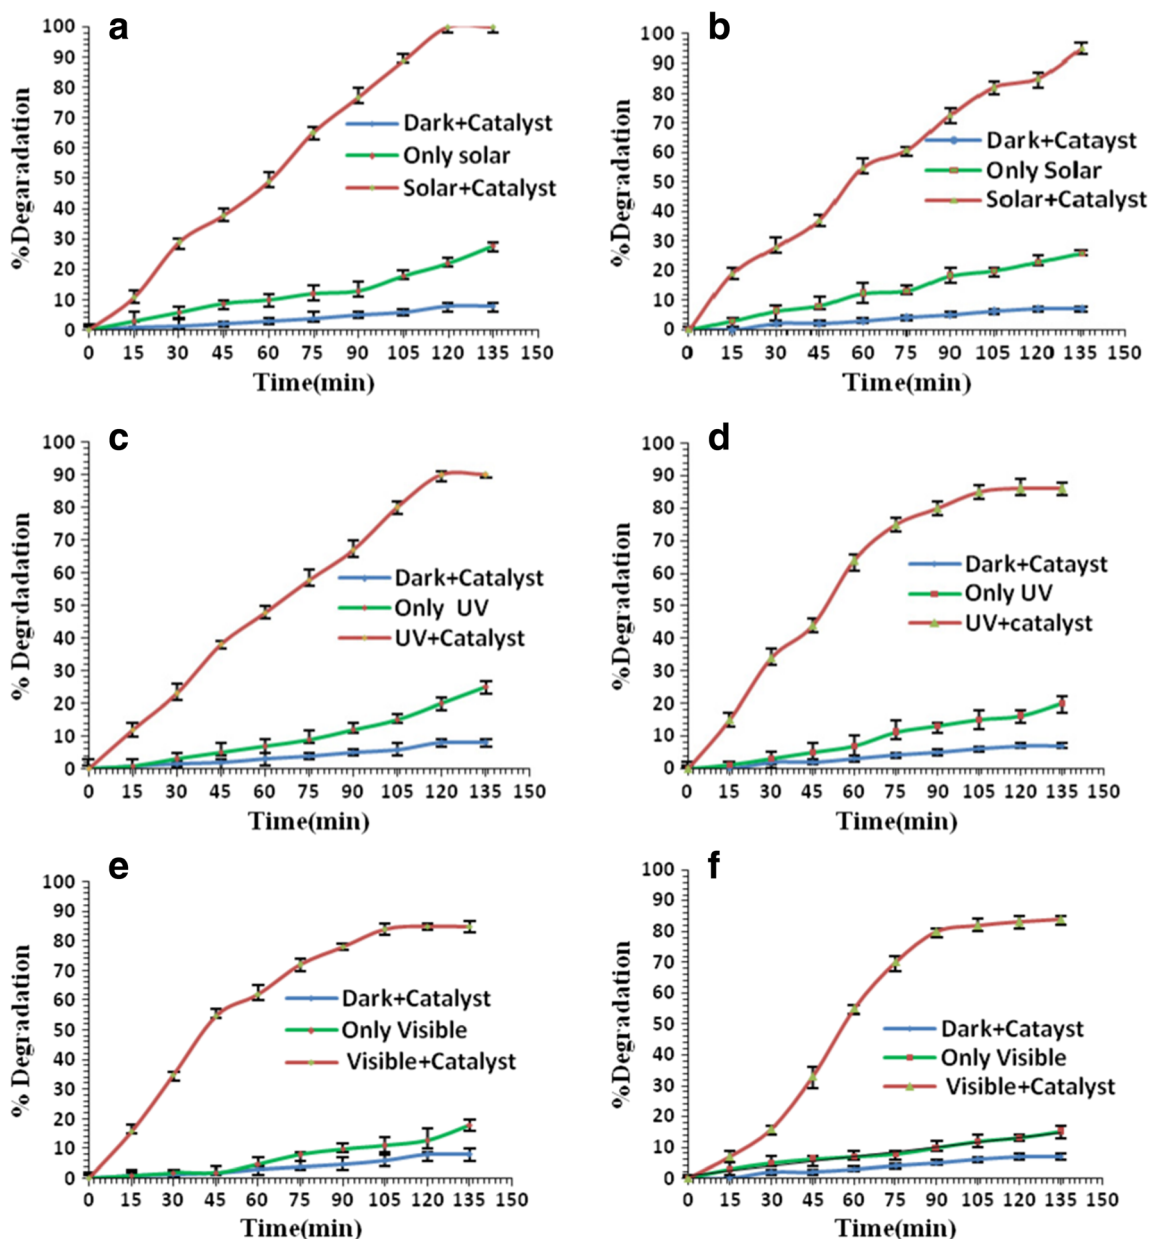 a
100
90
80
70
60
50
40
30
20
10
0
%Degaradation
Dark+Catalyst
Only solar
Solar+Catalyst
0 15 30 45 60 75 90 105 120 135 150
Time(min)
b
100
90
80
70
60
50
40
30
20
10
0
%Degradation
Dark+Catayst
Only Solar
Solar+Catalyst
0 15 30 45 60 75 90 105 120 135 150
Time(min)
c
100
90
80
70
60
50
40
30
20
10
0
% Degrdadation
Dark+Catalyst
Only UV
UV+Catalyst
0 15 30 45 60 75 90 105 120 135 150
Time(min)
d
100
90
80
70
60
50
40
30
20
10
0
%Degradation
Dark+Catayst
Only UV
UV+catalyst
0 15 30 45 60 75 90 105 120 135 150
Time(min)
e
100
90
80
70
60
50
40
30
20
10
0
% Degradation
Dark+Catalyst
Only Visible
Visible+Catalyst
0 15 30 45 60 75 90 105 120 135 150
Time(min)
f
100
90
80
70
60
50
40
30
20
10
0
%Degradation
Dark+Catayst
Only Visible
Visible+Catalyst
0 15 30 45 60 75 90 105 120 135 150
Time(min)